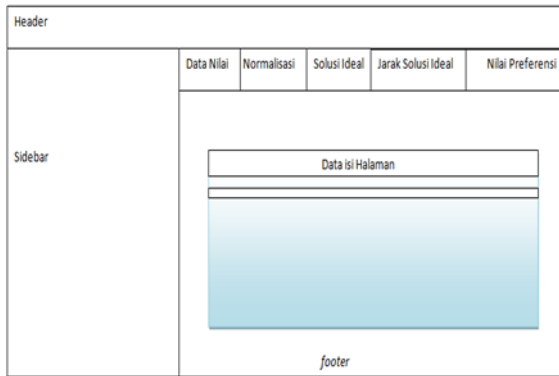 Header
Data Nilai Normalisasi Solusi Ideal Jarak Solusi Ideal Nilai Preferensi
Sidebar
Data isi Halaman
footer